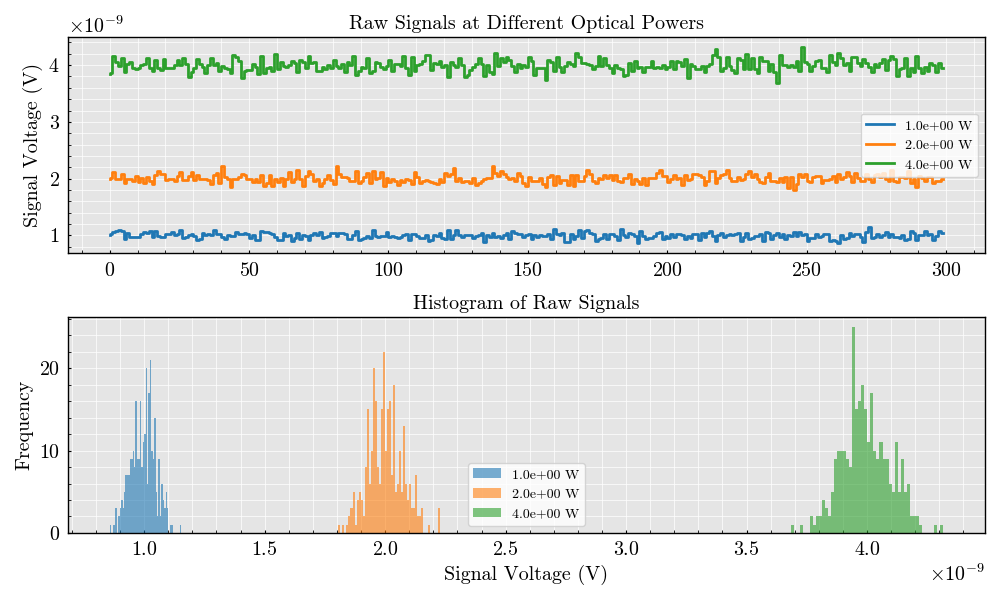 Raw Signals at Different Optical Powers
×10⁻⁹
Signal Voltage (V)
4
3
2
1
1.0e+00 W
2.0e+00 W
4.0e+00 W
0 50 100 150 200 250 300
Histogram of Raw Signals
Frequency
20
10
0
1.0e+00 W
2.0e+00 W
4.0e+00 W
1.0 1.5 2.0 2.5 3.0 3.5 4.0
Signal Voltage (V)
×10⁻⁹